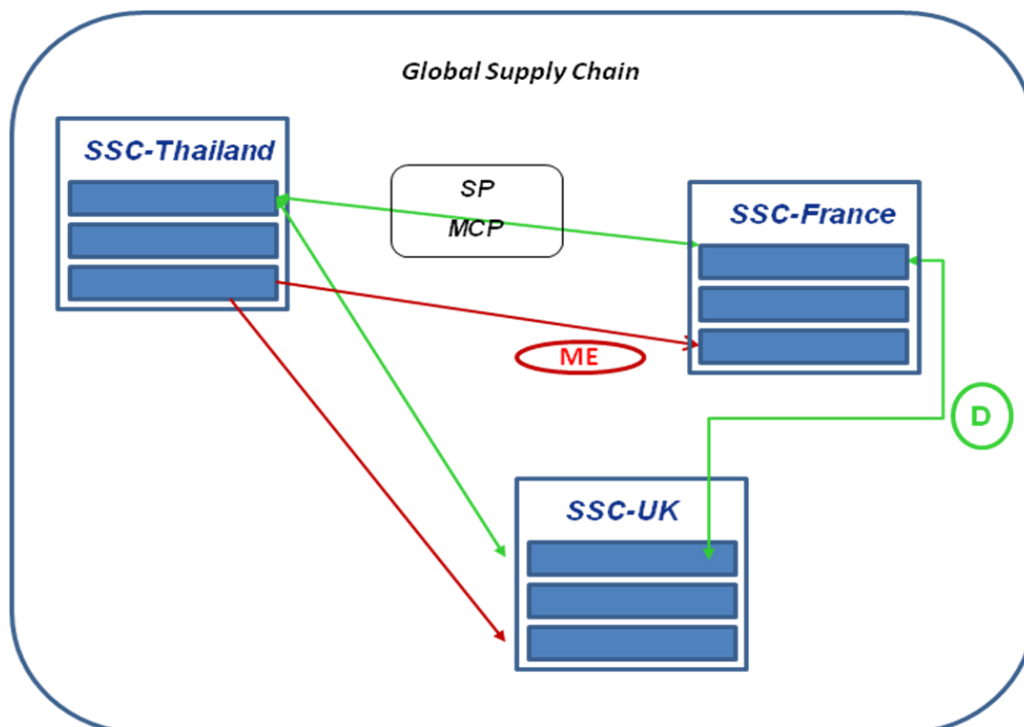 Global Supply Chain
SSC-Thailand
SP
MCP
SSC-France
ME
D
SSC-UK